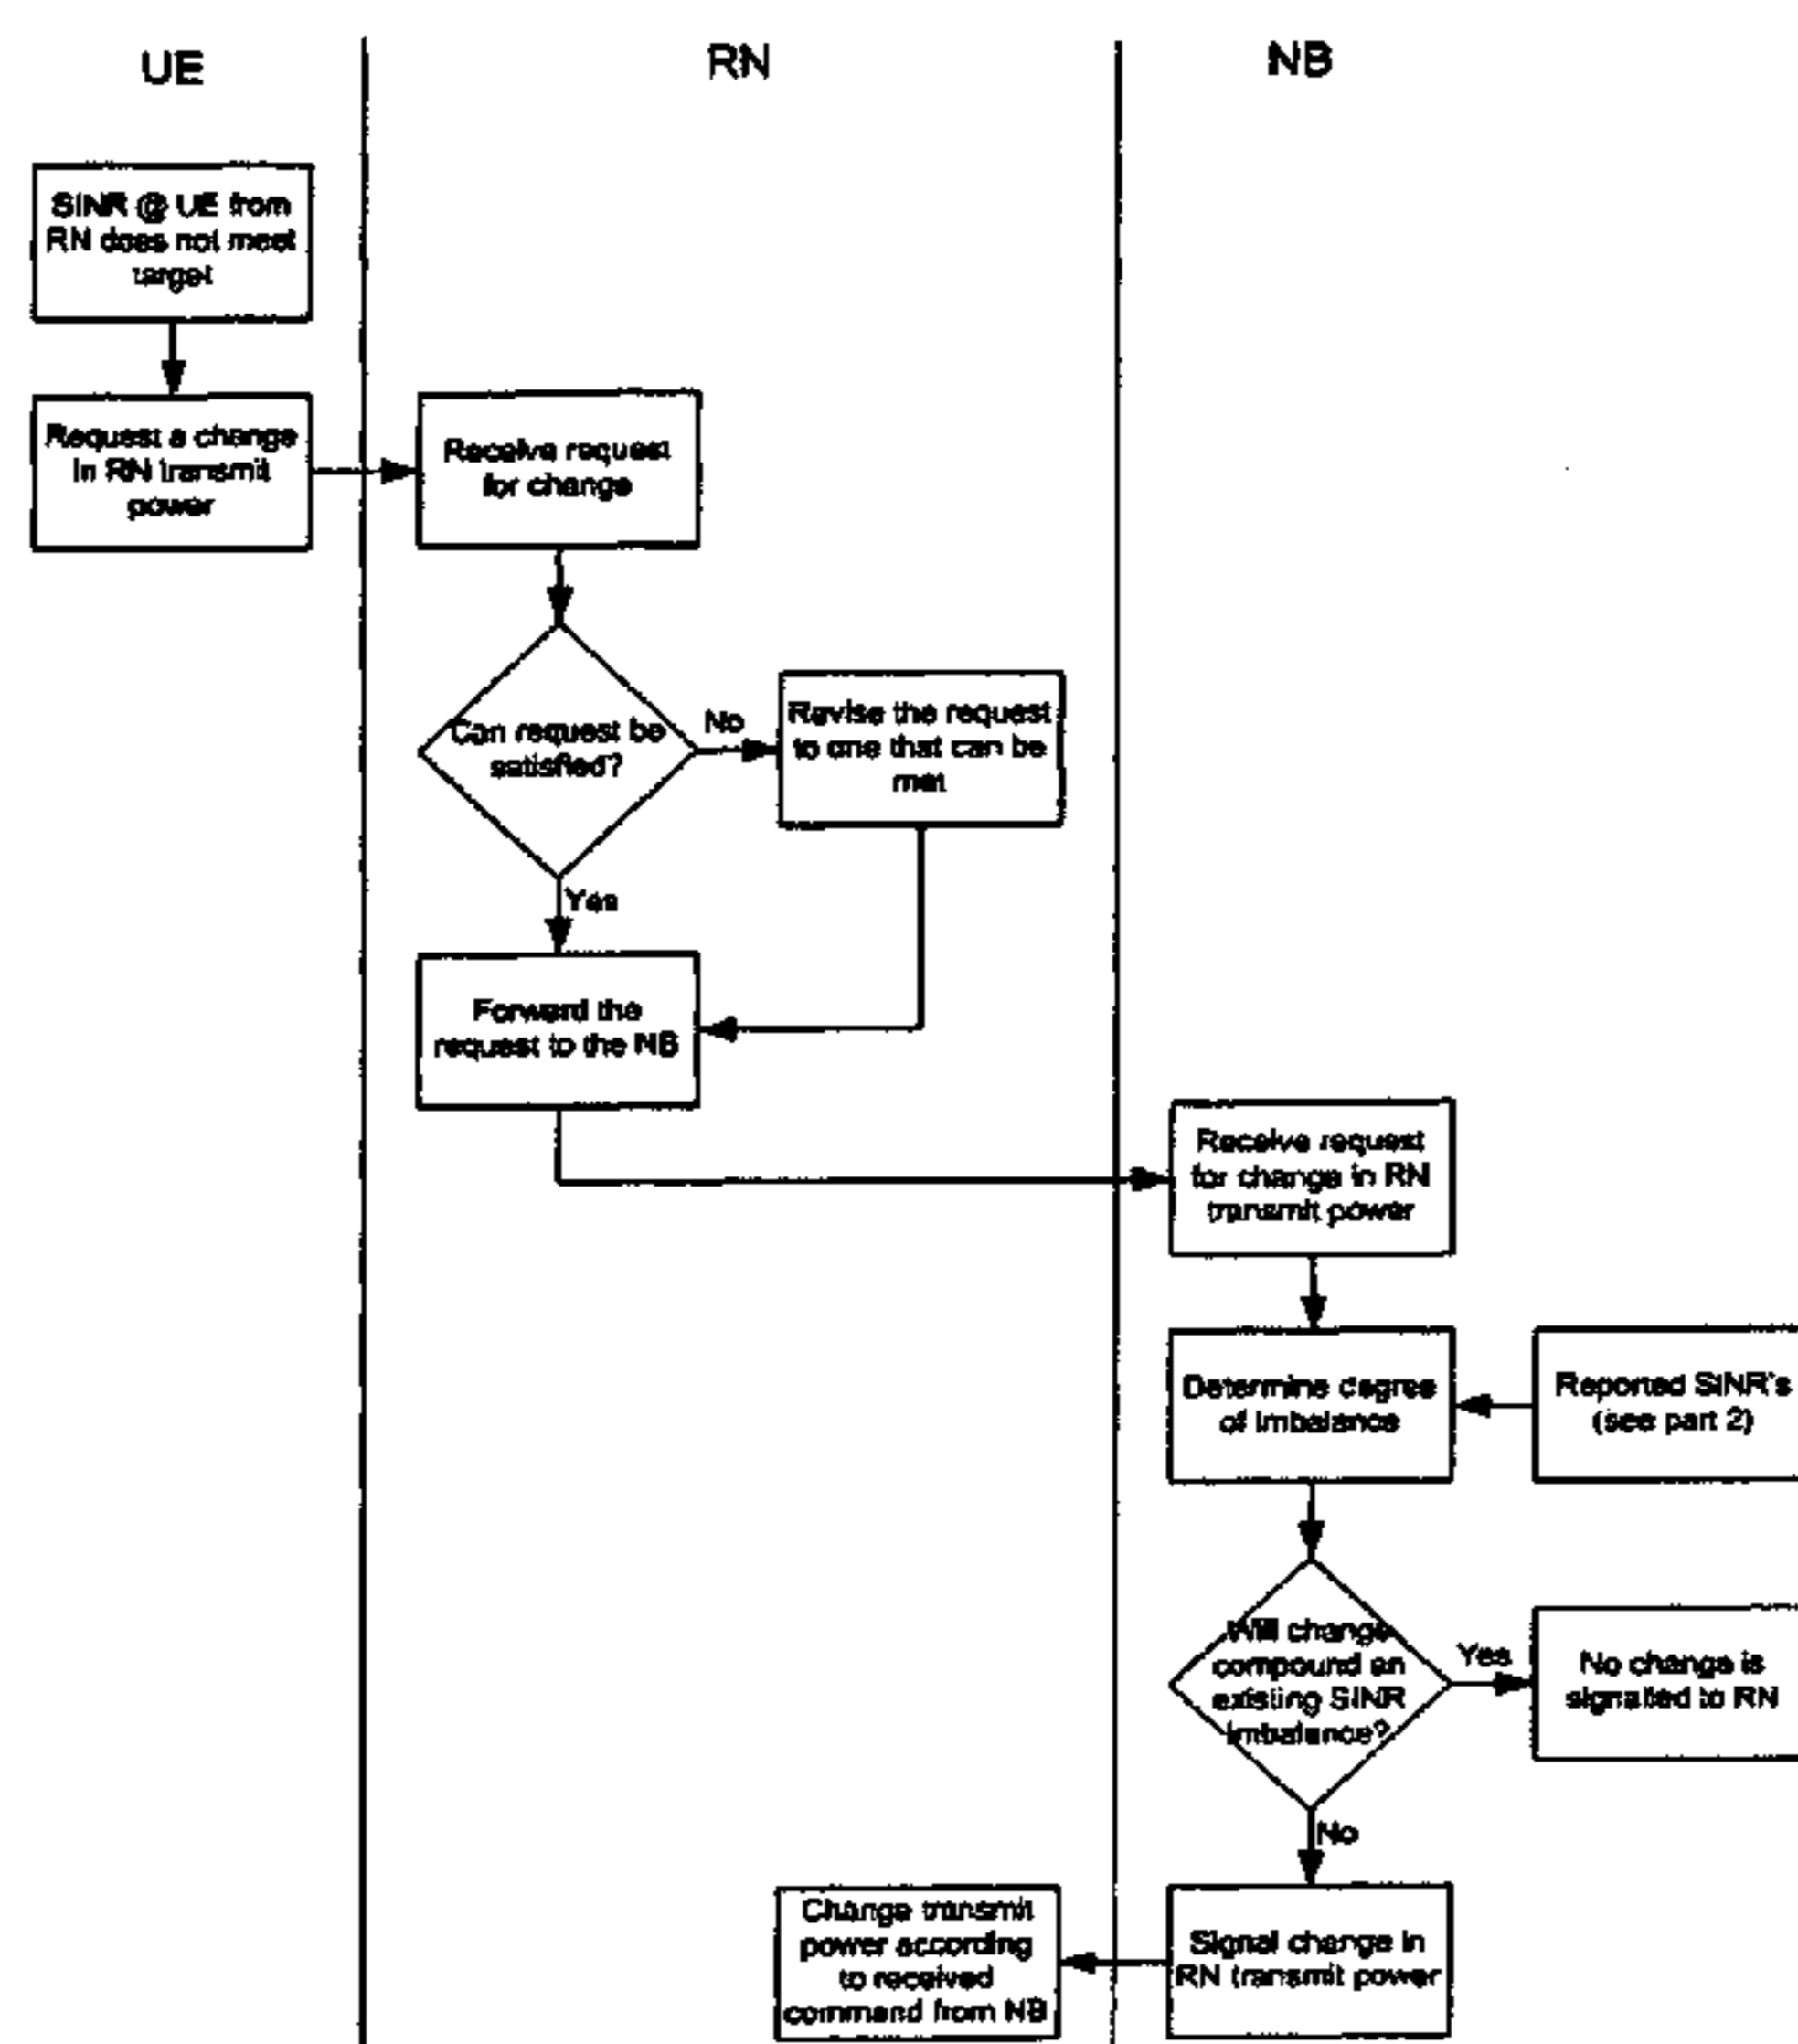 UE
RN
NB
SINR @ UE from
RN does not meet
target
Request a change
in RN transmit
power
Receive request
for change
Can request be
satisfied?
No
Revise the request
to one that can be
met
Yes
Forward the
request to the NB
Receive request
for change in RN
transmit power
Determine degree
of imbalance
Reported SINR's
(see part 2)
Will change
compound an
existing SINR
imbalance?
Yes
No change is
signalled to RN
No
Signal change in
RN transmit power
Change transmit
power according
to received
command from NB